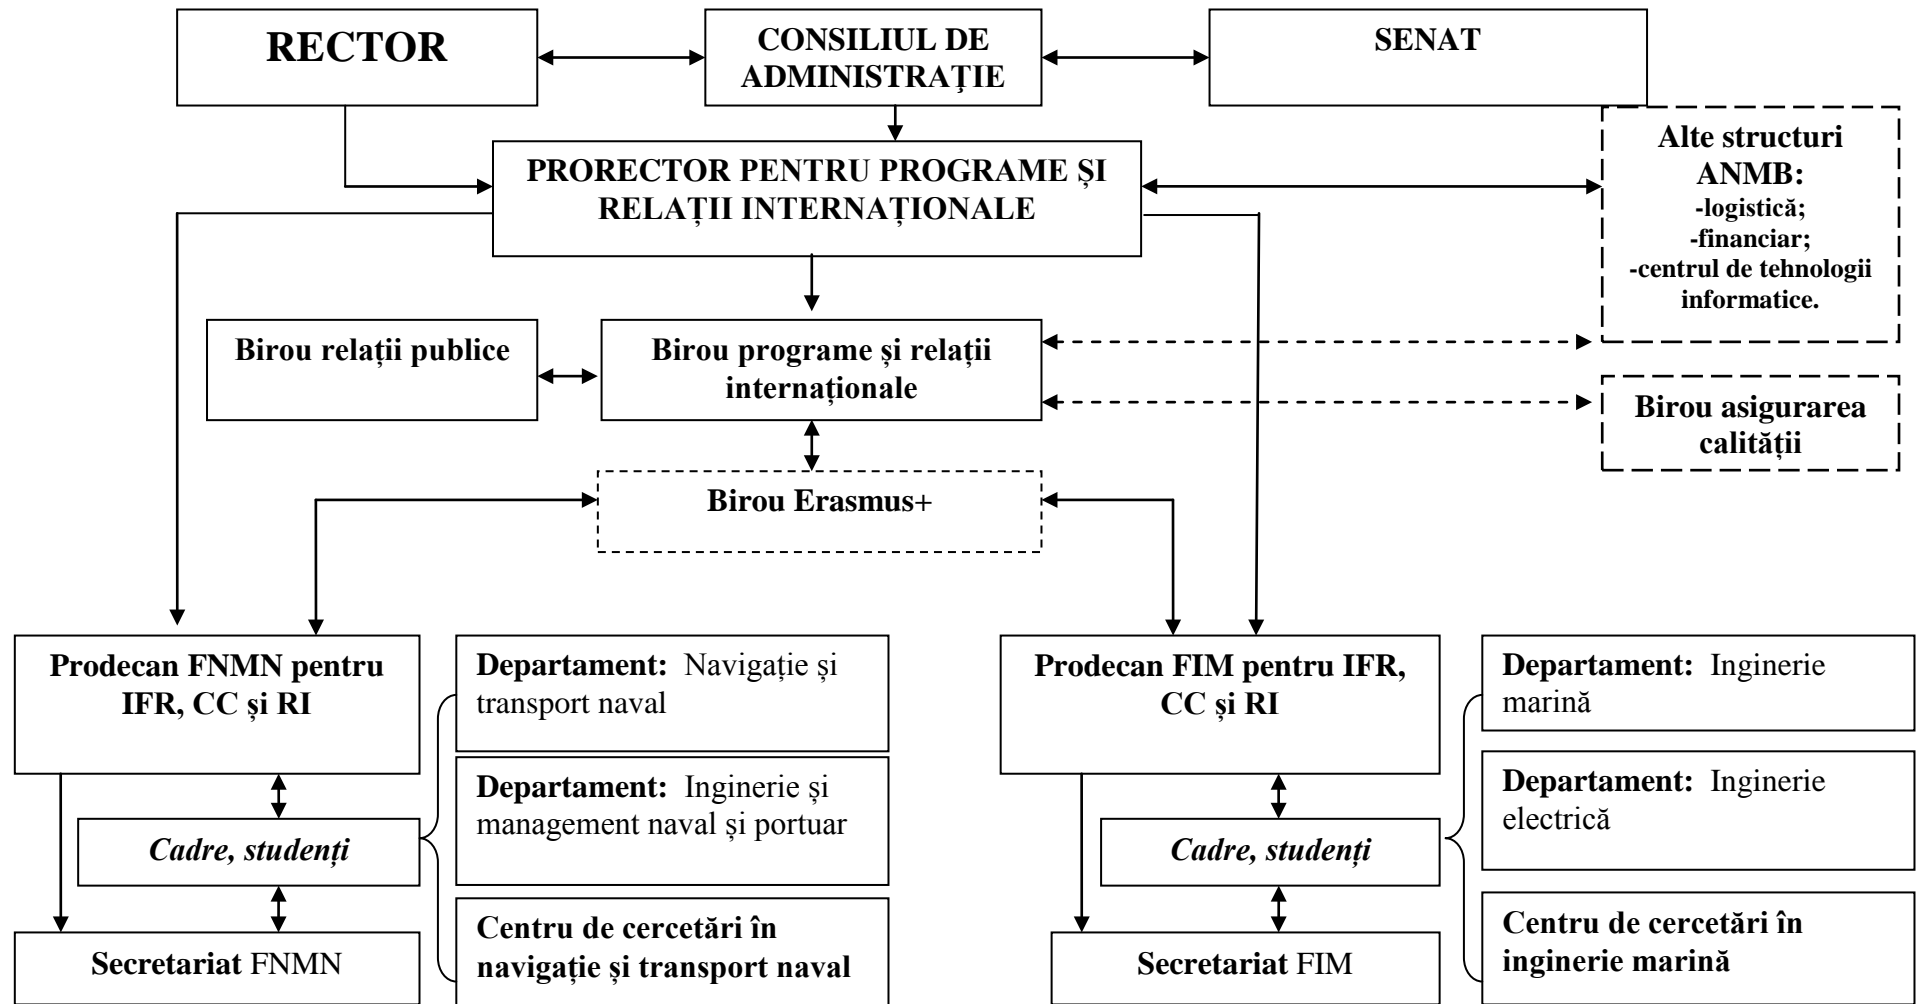 RECTOR
CONSILIUL DE
ADMINISTRAŢIE
SENAT
Alte structuri
ANMB:
-logistică;
-financiar;
-centrul de tehnologii
informatice.
PRORECTOR PENTRU PROGRAME ȘI
RELAȚII INTERNAȚIONALE
Birou relații publice
Birou programe și relații
internaționale
Birou asigurarea
calității
Birou Erasmus+
Prodecan FNMN pentru
IFR, CC și RI
Departament: Navigație și
transport naval
Departament: Inginerie și
management naval și portuar
Cadre, studenți
Centru de cercetări în
navigație și transport naval
Secretariat FNMN
Prodecan FIM pentru IFR,
CC și RI
Departament: Inginerie
marină
Departament: Inginerie
electrică
Cadre, studenți
Centru de cercetări în
inginerie marină
Secretariat FIM